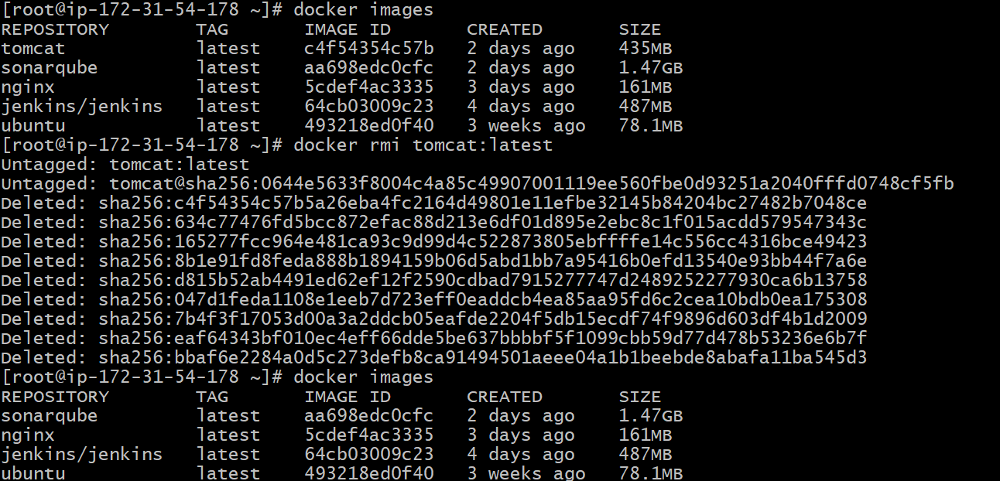 [root@ip-172-31-54-178 ~]# docker images
REPOSITORY        TAG       IMAGE ID       CREATED       SIZE
tomcat            latest    c4f54354c57b   2 days ago    435MB
sonarqube         latest    aa698edc0cfc   2 days ago    1.47GB
nginx             latest    5cdef4ac3335   3 days ago    161MB
jenkins/jenkins   latest    64cb03009c23   4 days ago    487MB
ubuntu            latest    493218ed0f40   3 weeks ago   78.1MB
[root@ip-172-31-54-178 ~]# docker rmi tomcat:latest
Untagged: tomcat:latest
Untagged: tomcat@sha256:0644e5633f8004c4a85c49907001119ee560fbe0d93251a2040fffd0748cf5fb
Deleted: sha256:c4f54354c57b5a26eba4fc2164d49801e11efbe32145b84204bc27482b7048ce
Deleted: sha256:634c77476fd5bcc872efac88d213e6df01d895e2ebc8c1f015acdd579547343c
Deleted: sha256:165277fcc964e481ca93c9d99d4c522873805ebffffe14c556cc4316bce49423
Deleted: sha256:8b1e91fd8feda888b1894159b06d5abd1bb7a95416b0efd13540e93bb44f7a6e
Deleted: sha256:d815b52ab4491ed62ef12f2590cdbad7915277747d2489252277930ca6b13758
Deleted: sha256:047d1feda1108e1eeb7d723eff0eaddcb4ea85aa95fd6c2cea10bdb0ea175308
Deleted: sha256:7b4f3f17053d00a3a2ddcb05eafde2204f5db15ecdf74f9896d603df4b1d2009
Deleted: sha256:eaf64343bf010ec4eff66dde5be637bbbbf5f1099cbb59d77d478b53236e6b7f
Deleted: sha256:bbaf6e2284a0d5c273defb8ca91494501aeee04a1b1beebde8abafa11ba545d3
[root@ip-172-31-54-178 ~]# docker images
REPOSITORY        TAG       IMAGE ID       CREATED       SIZE
sonarqube         latest    aa698edc0cfc   2 days ago    1.47GB
nginx             latest    5cdef4ac3335   3 days ago    161MB
jenkins/jenkins   latest    64cb03009c23   4 days ago    487MB
ubuntu            latest    493218ed0f40   3 weeks ago   78.1MB